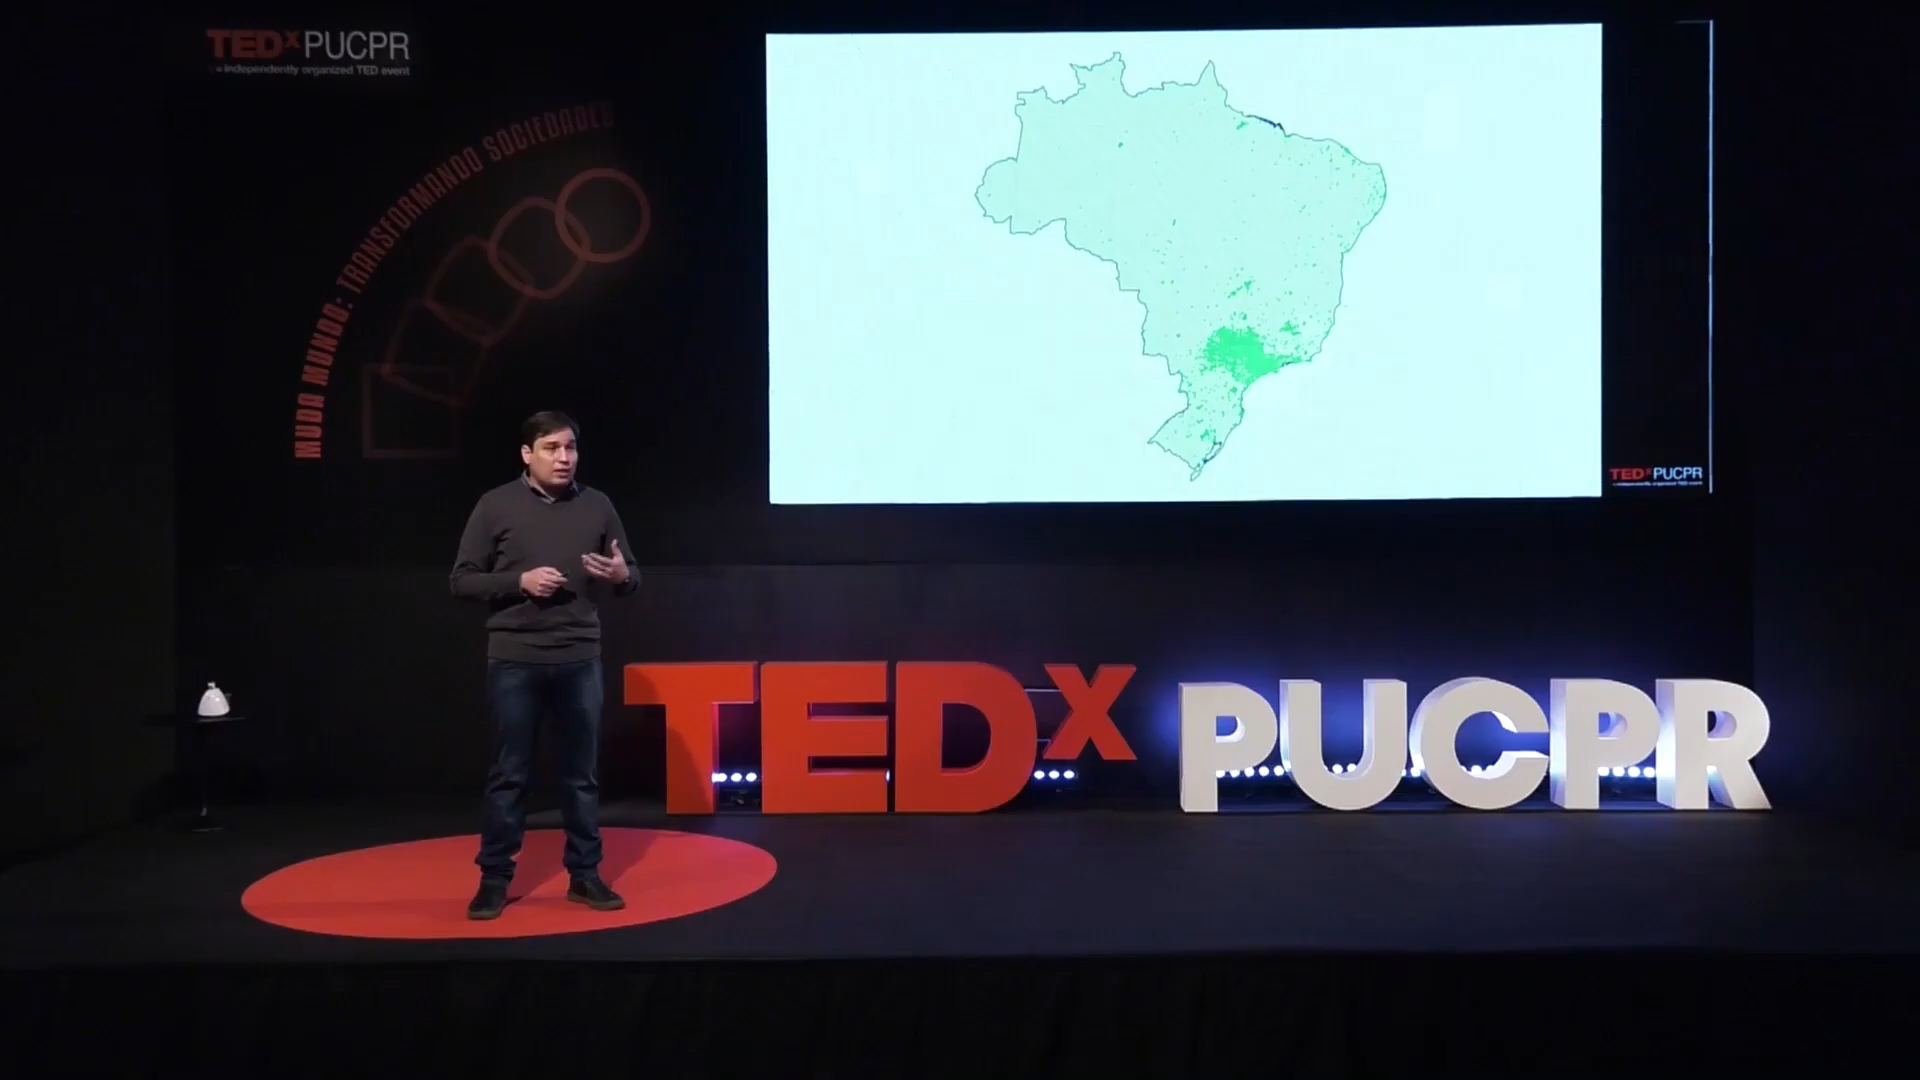 TEDxPUCPR
independently organized TED event
MUDA MUNDO: TRANSFORMANDO SOCIEDADES
TEDxPUCPR
TEDx PUCPR